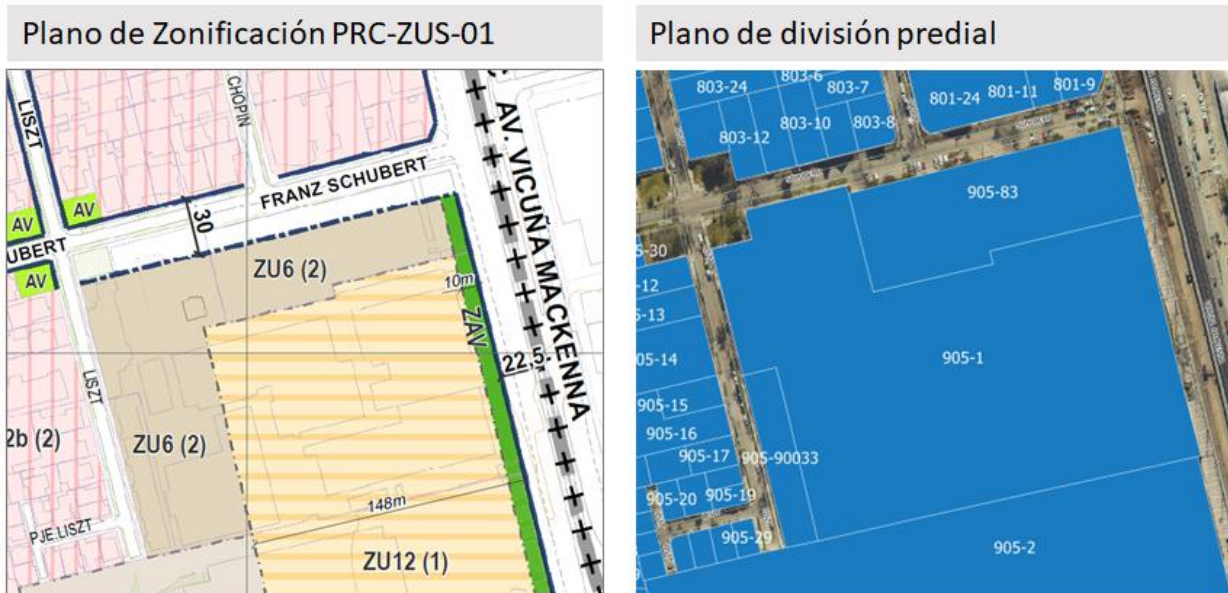 Plano de Zonificación PRC-ZUS-01
LISZT
CHOPIN
AV. VICUÑA MACKENNA
FRANZ SCHUBERT
AV
AV
30
UBERT
AV
ZU6 (2)
10m
ZAV
22,5
LISZT
2b (2)
ZU6 (2)
148m
PJE.LISZT
ZU12 (1)
Plano de división predial
803-24
803-6
803-7
801-24
801-11
801-9
803-12
803-10
803-8
905-83
5-30
-12
5-13
905-1
05-14
905-15
905-16
905-17
905-90033
905-20
905-19
905-29
905-2